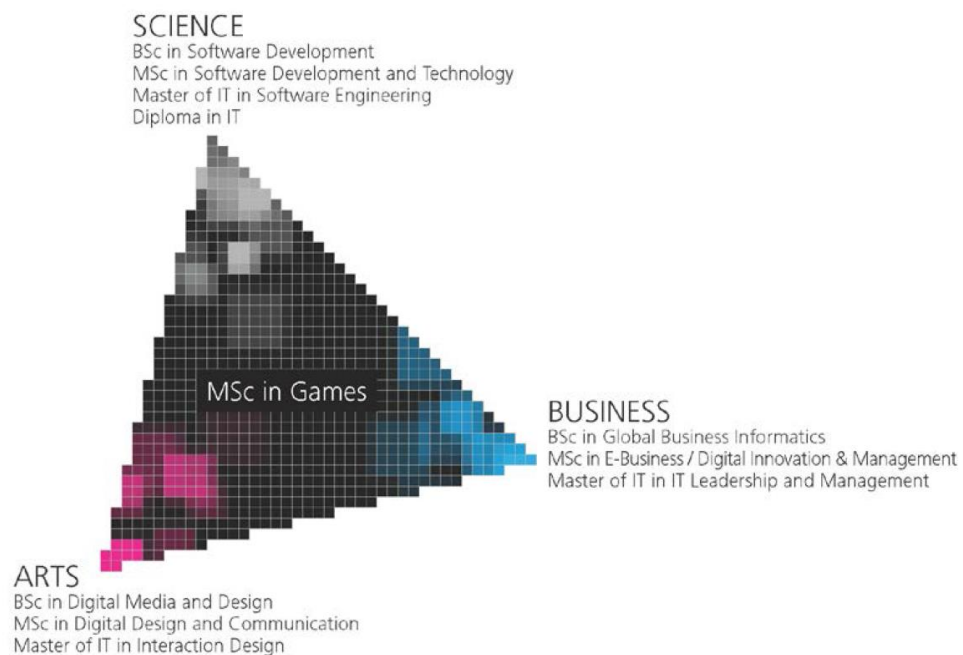 SCIENCE
BSc in Software Development
MSc in Software Development and Technology
Master of IT in Software Engineering
Diploma in IT
MSc in Games
BUSINESS
BSc in Global Business Informatics
MSc in E-Business / Digital Innovation & Management
Master of IT in IT Leadership and Management
ARTS
BSc in Digital Media and Design
MSc in Digital Design and Communication
Master of IT in Interaction Design